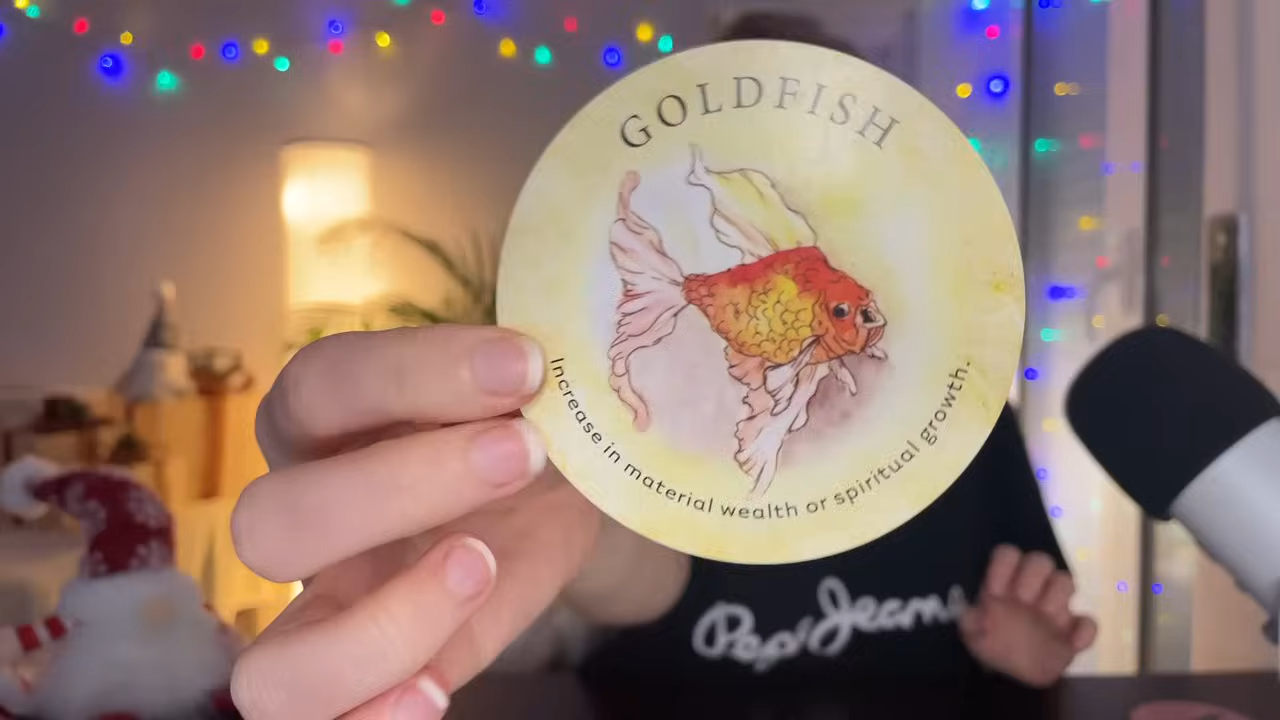 GOLDFISH
Increase in material wealth or spiritual growth.
Pepe Jeans